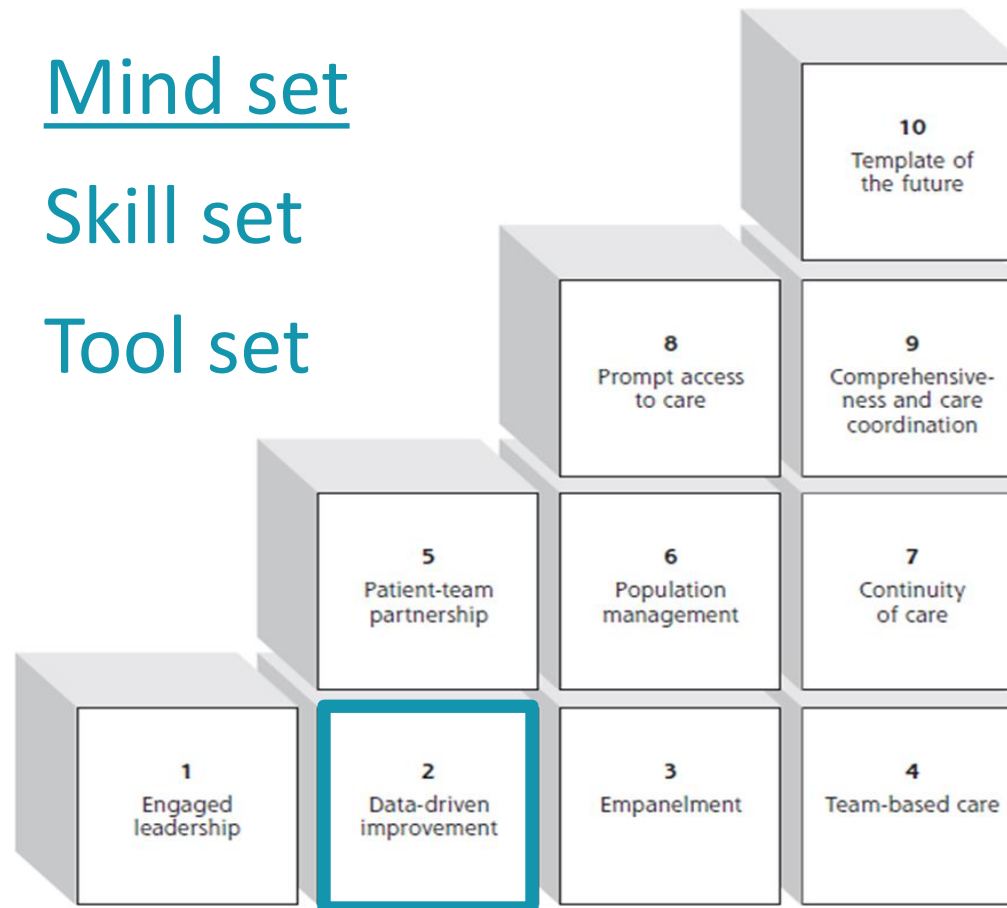 Mind set
Skill set
Tool set
10
Template of
the future
8
Prompt access
to care
9
Comprehensive-
ness and care
coordination
5
Patient-team
partnership
6
Population
management
7
Continuity
of care
1
Engaged
leadership
2
Data-driven
improvement
3
Empanelment
4
Team-based care